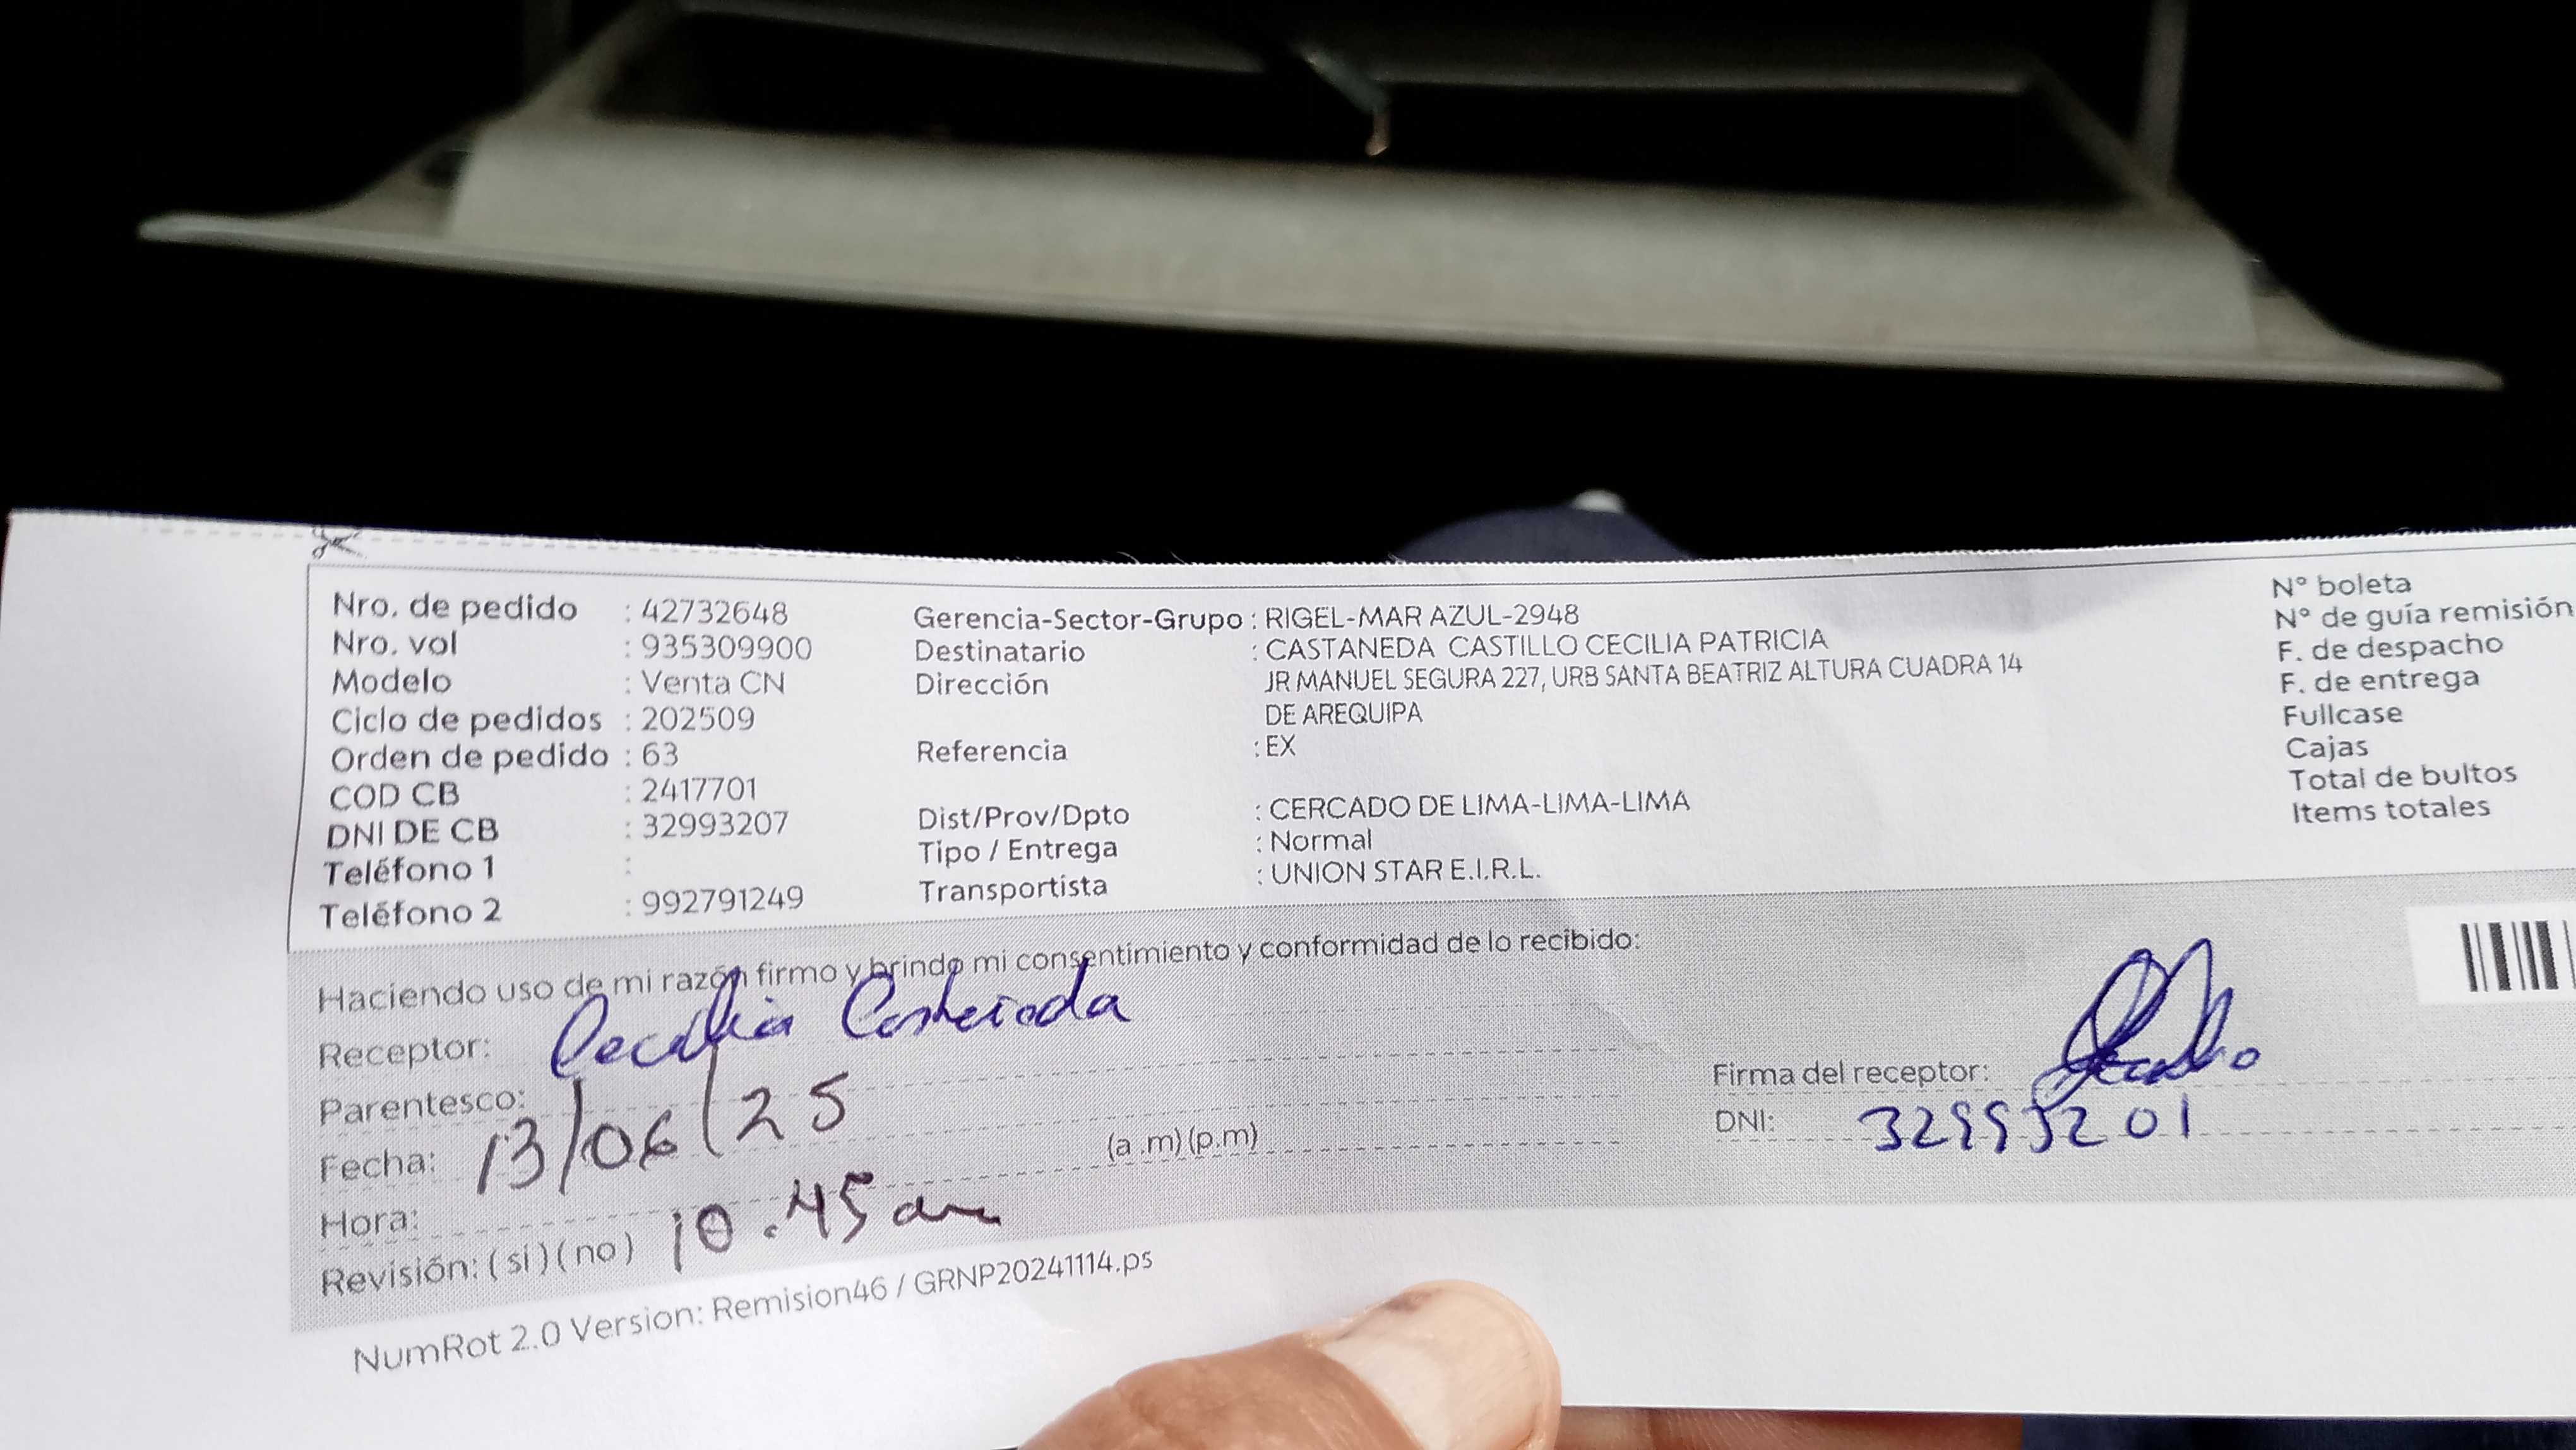 Nro. de pedido : 42732648
Nro. vol : 935309900
Modelo : Venta CN
Ciclo de pedidos : 202509
Orden de pedido : 63
COD CB : 2417701
DNI DE CB : 32993207
Teléfono 1 :
Teléfono 2 : 992791249
Gerencia-Sector-Grupo : RIGEL-MAR AZUL-2948
Destinatario : CASTANEDA CASTILLO CECILIA PATRICIA
Dirección JR MANUEL SEGURA 227, URB SANTA BEATRIZ ALTURA CUADRA 14
DE AREQUIPA
Referencia : EX
Dist/Prov/Dpto : CERCADO DE LIMA-LIMA-LIMA
Tipo / Entrega : Normal
Transportista : UNION STAR E.I.R.L.
N° boleta
N° de guía remisión
F. de despacho
F. de entrega
Fullcase
Cajas
Total de bultos
Items totales
Haciendo uso de mi razón firmo y brindo mi consentimiento y conformidad de lo recibido:
Receptor: Cecilia Castañeda
Parentesco:
Fecha: 13/06/25
Hora: (a.m) (p.m)
Revisión: (si) (no) 10.45 am
Firma del receptor:
DNI: 32993201
NumRot 2.0 Version: Remision46 / GRNP20241114.ps